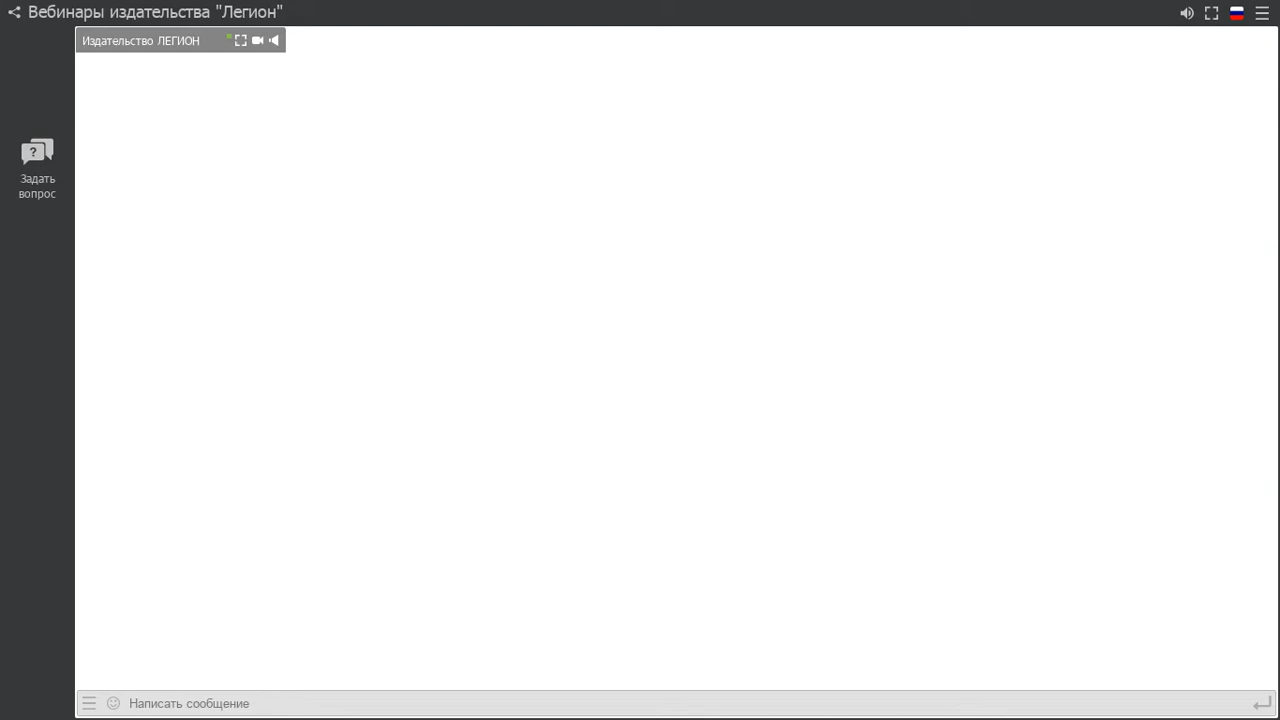 Вебинары издательства "Легион"
Издательство ЛЕГИОН
?
Задать
вопрос
Написать сообщение